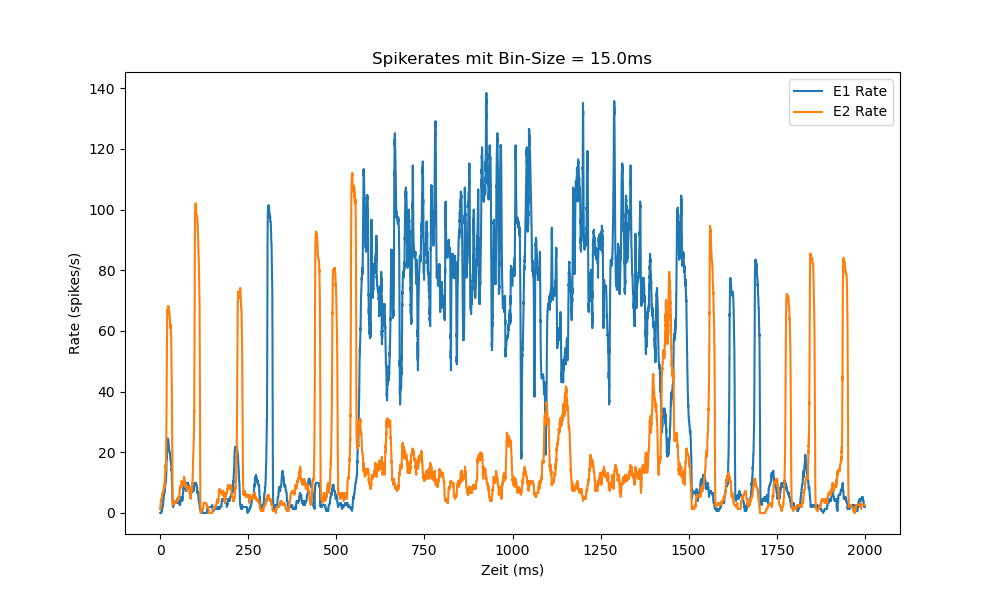 Spikerates mit Bin-Size = 15.0ms
E1 Rate
E2 Rate
Rate (spikes/s)
140
120
100
80
60
40
20
0
0 250 500 750 1000 1250 1500 1750 2000
Zeit (ms)